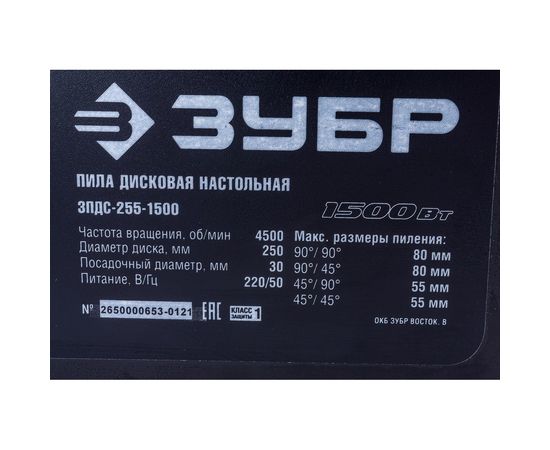 ЗУБР
ПИЛА ДИСКОВАЯ НАСТОЛЬНАЯ
ЗПДС-255-1500
1500 Вт
Частота вращения, об/мин 4500
Диаметр диска, мм 250
Посадочный диаметр, мм 30
Питание, В/Гц 220/50
Макс. размеры пиления:
90°/ 90° 80 мм
90°/ 45° 80 мм
45°/ 90° 55 мм
45°/ 45° 55 мм
№ 2650000653-0121 ЕАС КЛАСС ЗАЩИТЫ 1
ОКБ ЗУБР ВОСТОК. В